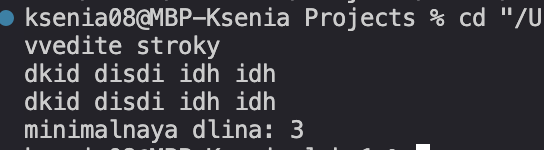 ksenia08@MBP-Ksenia Projects % cd "/U
vvedite stroky
dkid disdi idh idh
dkid disdi idh idh
minimalnaya dlina: 3